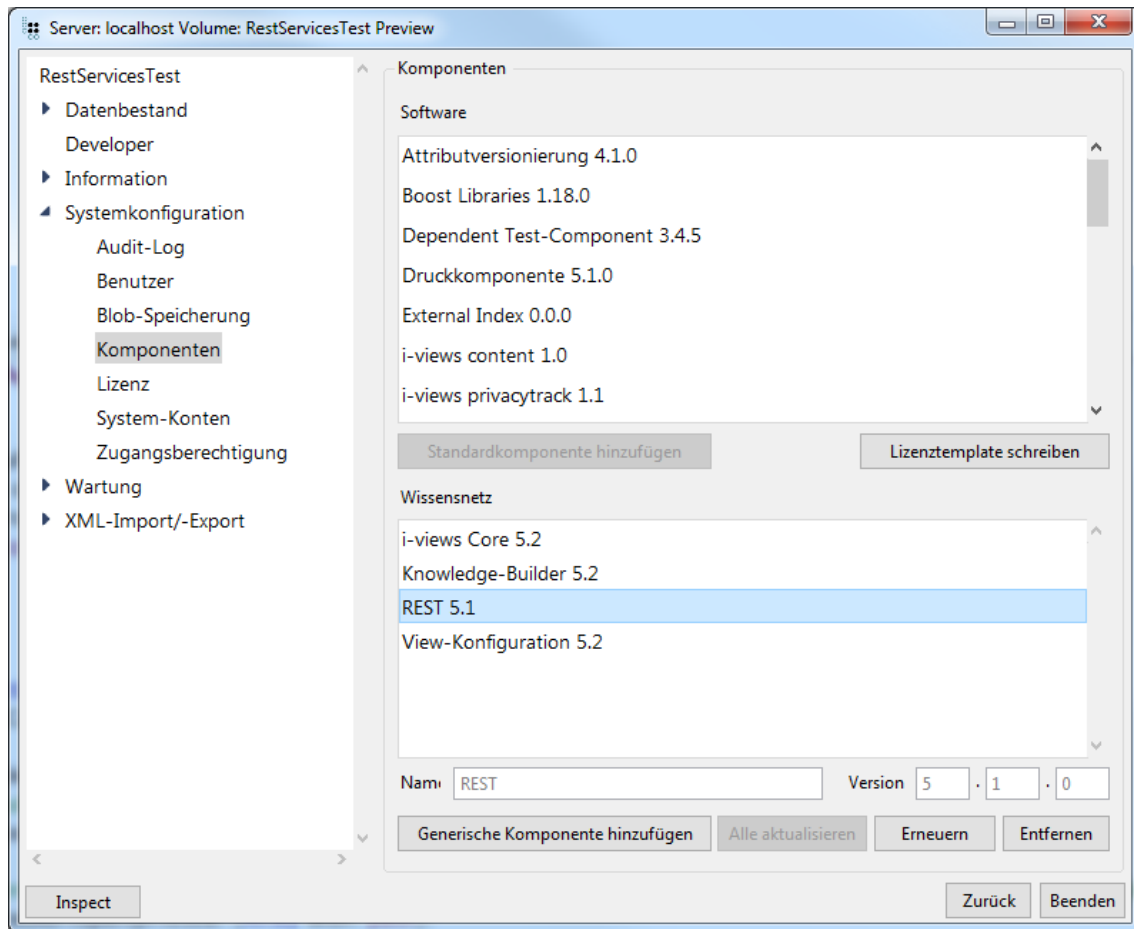 Server: localhost Volume: RestServicesTest Preview
RestServicesTest
Datenbestand
Developer
Information
Systemkonfiguration
Audit-Log
Benutzer
Blob-Speicherung
Komponenten
Lizenz
System-Konten
Zugangsberechtigung
Wartung
XML-Import/-Export
Komponenten
Software
Attributversionierung 4.1.0
Boost Libraries 1.18.0
Dependent Test-Component 3.4.5
Druckkomponente 5.1.0
External Index 0.0.0
i-views content 1.0
i-views privacytrack 1.1
Standardkomponente hinzufügen Lizenztemplate schreiben
Wissensnetz
i-views Core 5.2
Knowledge-Builder 5.2
REST 5.1
View-Konfiguration 5.2
Name REST Version 5 . 1 . 0
Generische Komponente hinzufügen Alle aktualisieren Erneuern Entfernen
Inspect Zurück Beenden